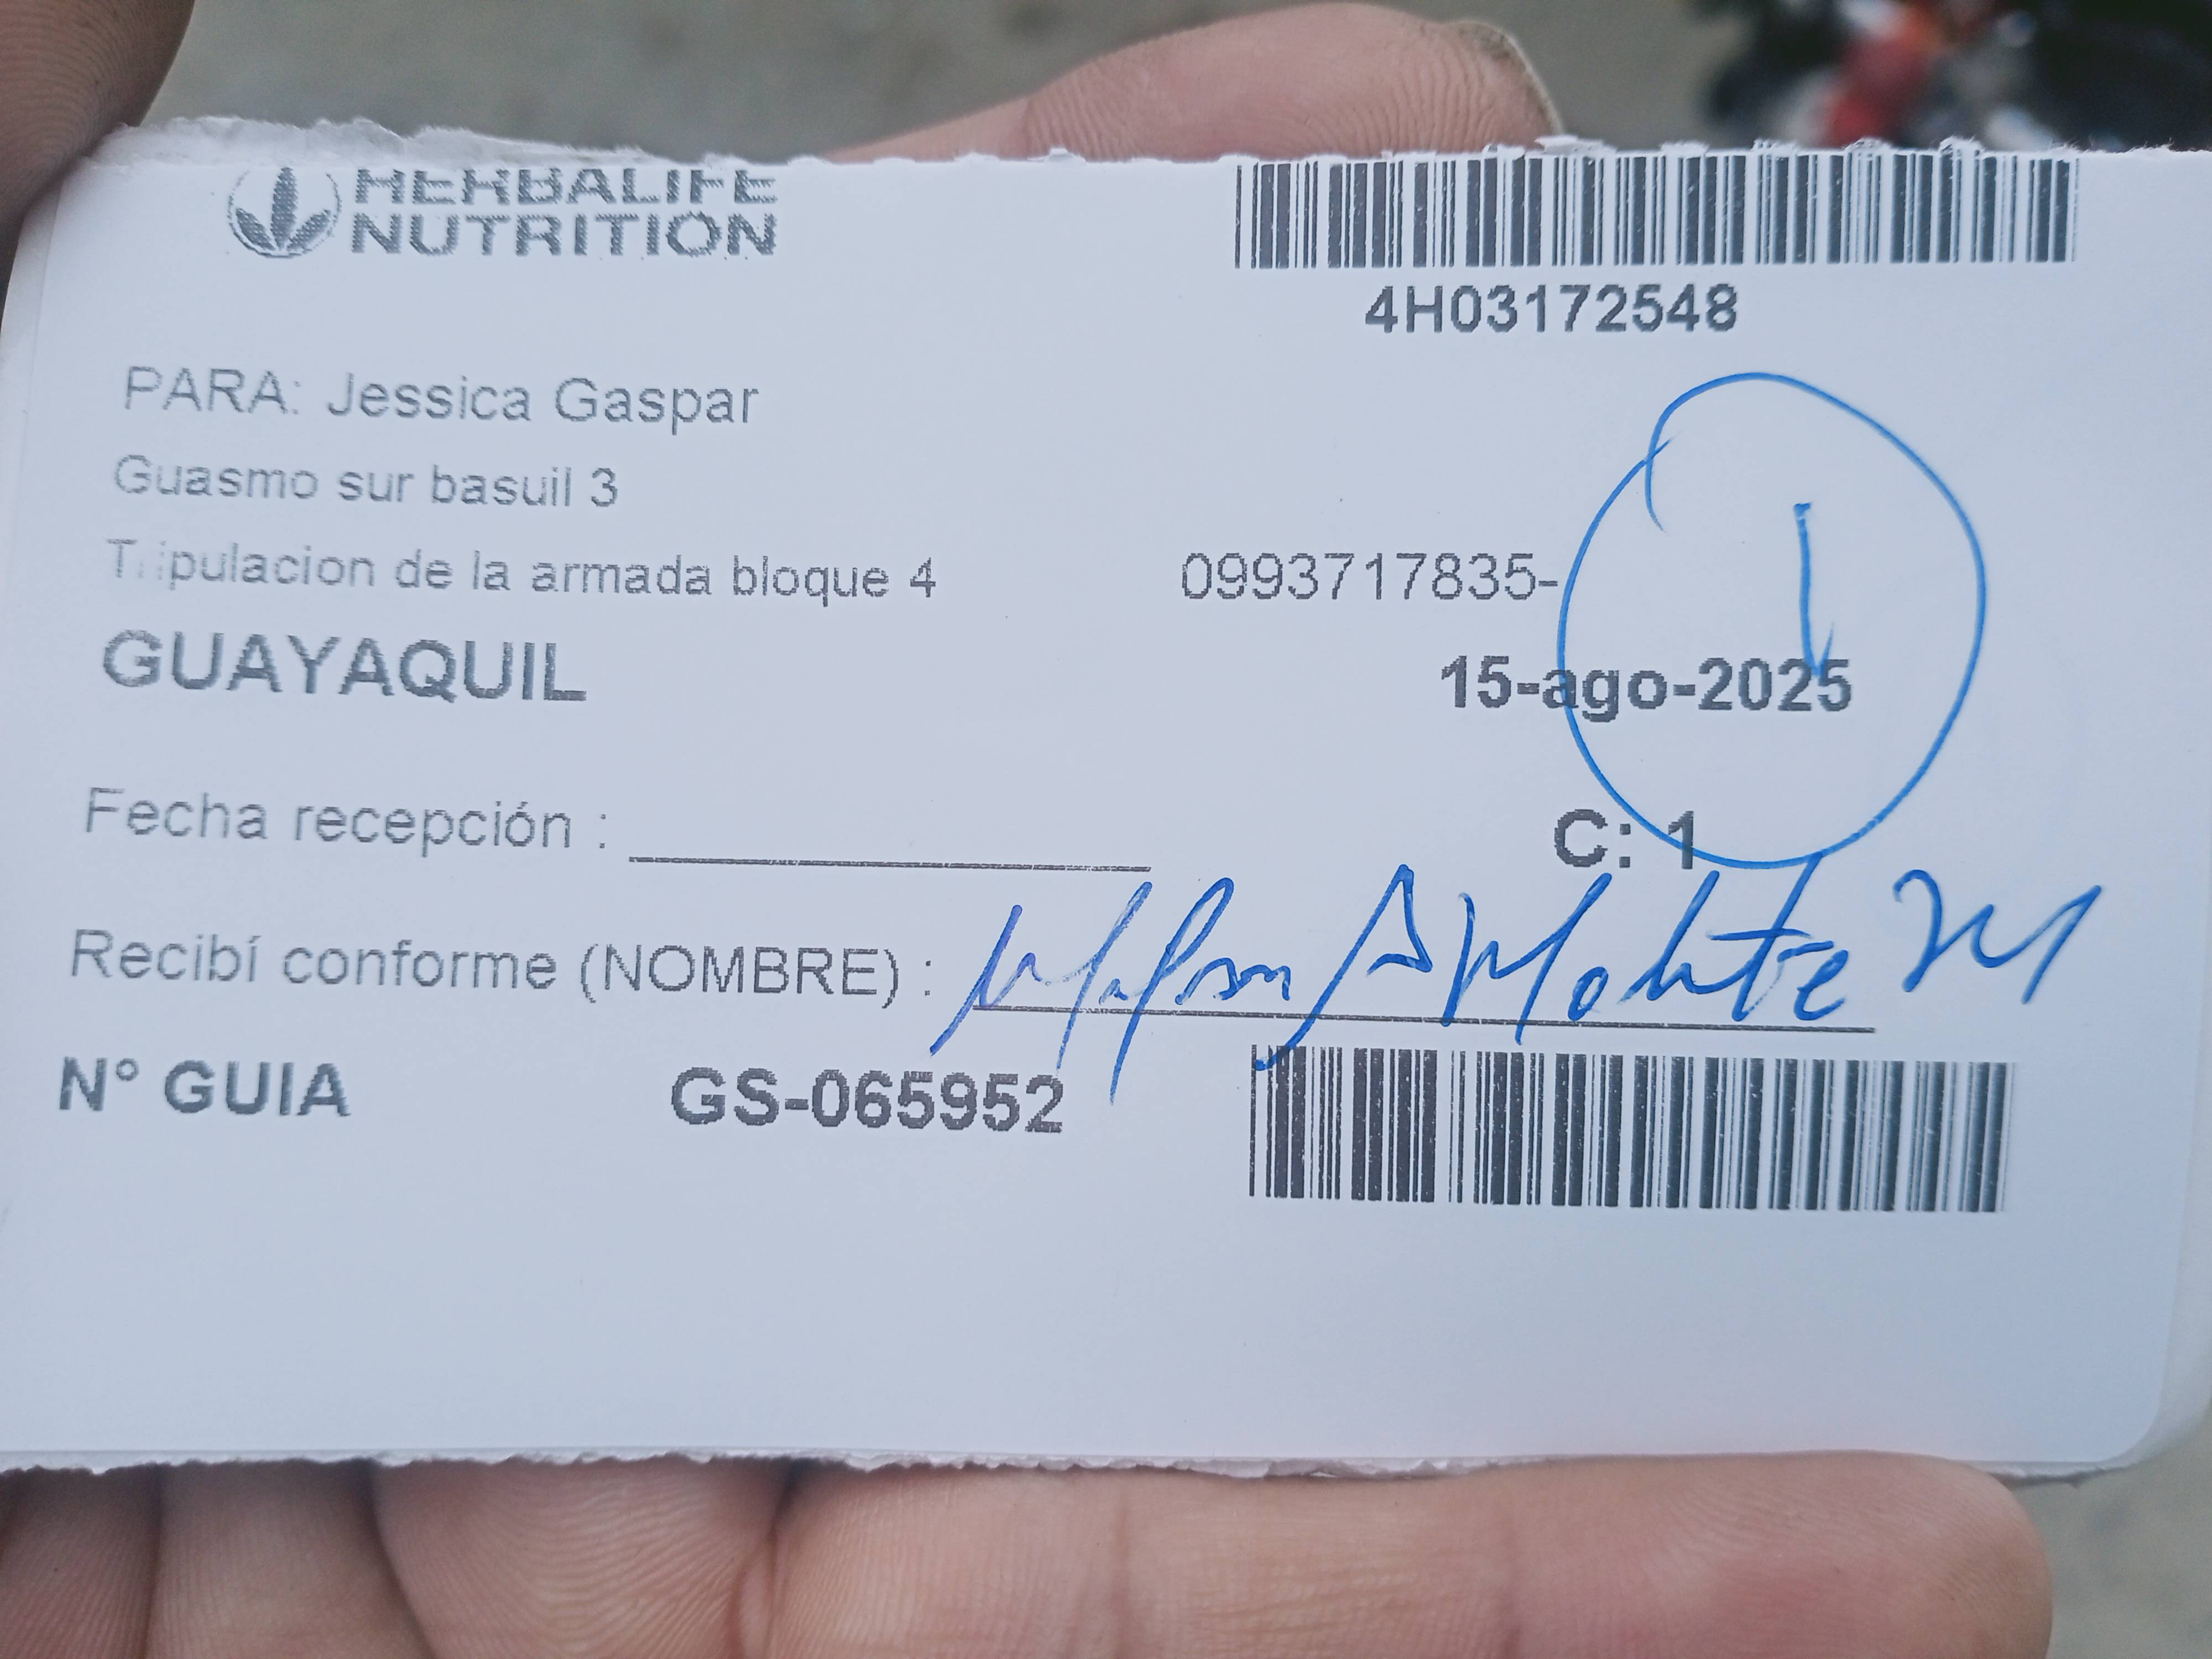 HERBALIFE
NUTRITION
4H03172548
PARA: Jessica Gaspar
Guasmo sur basuil 3
Tripulacion de la armada bloque 4
0993717835-
1
GUAYAQUIL
15-ago-2025
Fecha recepción :
C: 1
Recibí conforme (NOMBRE) : Monte M
N° GUIA GS-065952